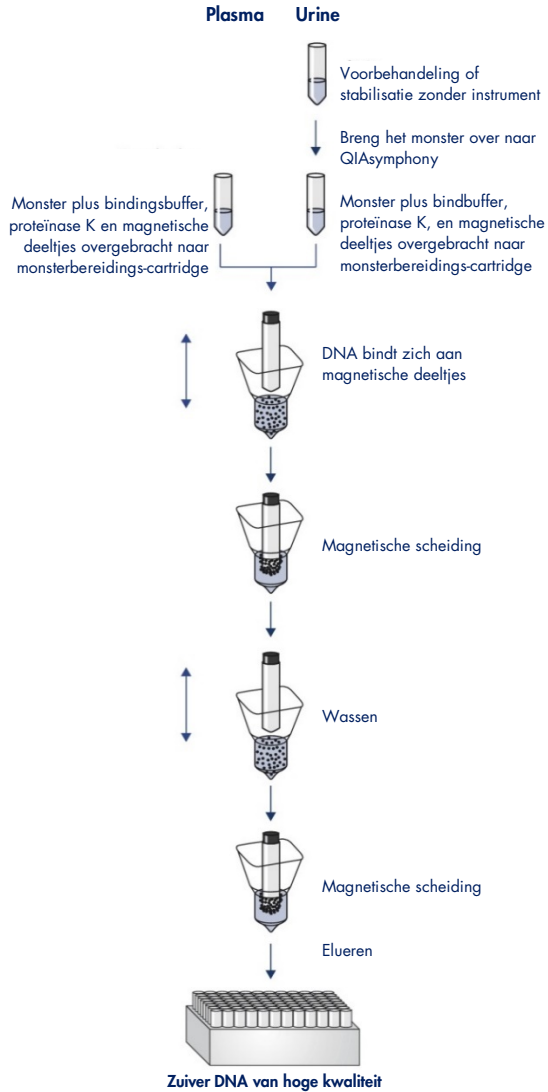 Plasma Urine
Voorbehandeling of
stabilisatie zonder instrument
Breng het monster over naar
QIAsymphony
Monster plus bindingsbuffer,
proteïnase K en magnetische
deeltjes overgebracht naar
monsterbereidings-cartridge
Monster plus bindbuffer,
proteïnase K, en magnetische
deeltjes overgebracht naar
monsterbereidings-cartridge
DNA bindt zich aan
magnetische deeltjes
Magnetische scheiding
Wassen
Magnetische scheiding
Elueren
Zuiver DNA van hoge kwaliteit